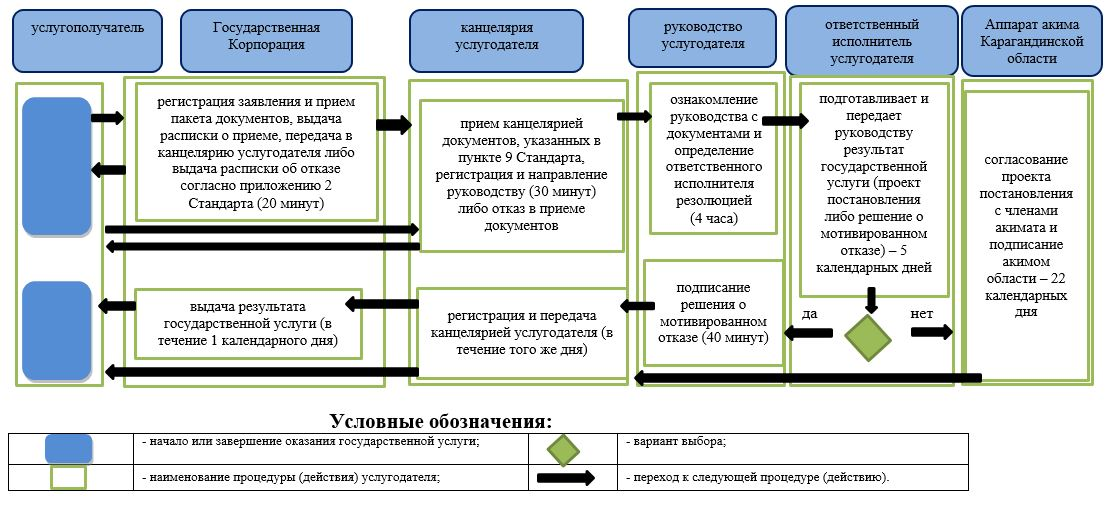 услугополучатель
Государственная
Корпорация
канцелярия
услугодателя
руководство
услугодателя
ответственный
исполнитель
услугодателя
Аппарат акима
Карагандинской
области
регистрация заявления и прием
пакета документов, выдача
расписки о приеме, передача в
канцелярию услугодателя либо
выдача расписки об отказе
согласно приложению 2
Стандарта (20 минут)
прием канцелярией
документов, указанных в
пункте 9 Стандарта,
регистрация и направление
руководству (30 минут)
либо отказ в приеме
документов
ознакомление
руководства с
документами и
определение
ответственного
исполнителя
резолюцией
(4 часа)
подготавливает и
передает
руководству
результат
государственной
услуги (проект
постановления
либо решение о
мотивированном
отказе) – 5
календарных дней
согласование
проекта
постановления
с членами
акимата и
подписание
акимом
области – 22
календарных
дня
выдача результата
государственной услуги (в
течение 1 календарного дня)
регистрация и передача
канцелярией услугодателя (в
течение того же дня)
подписание
решения о
мотивированном
отказе (40 минут)
да
нет
Условные обозначения:
- начало или завершение оказания государственной услуги;
- вариант выбора;
- наименование процедуры (действия) услугодателя;
- переход к следующей процедуре (действию).